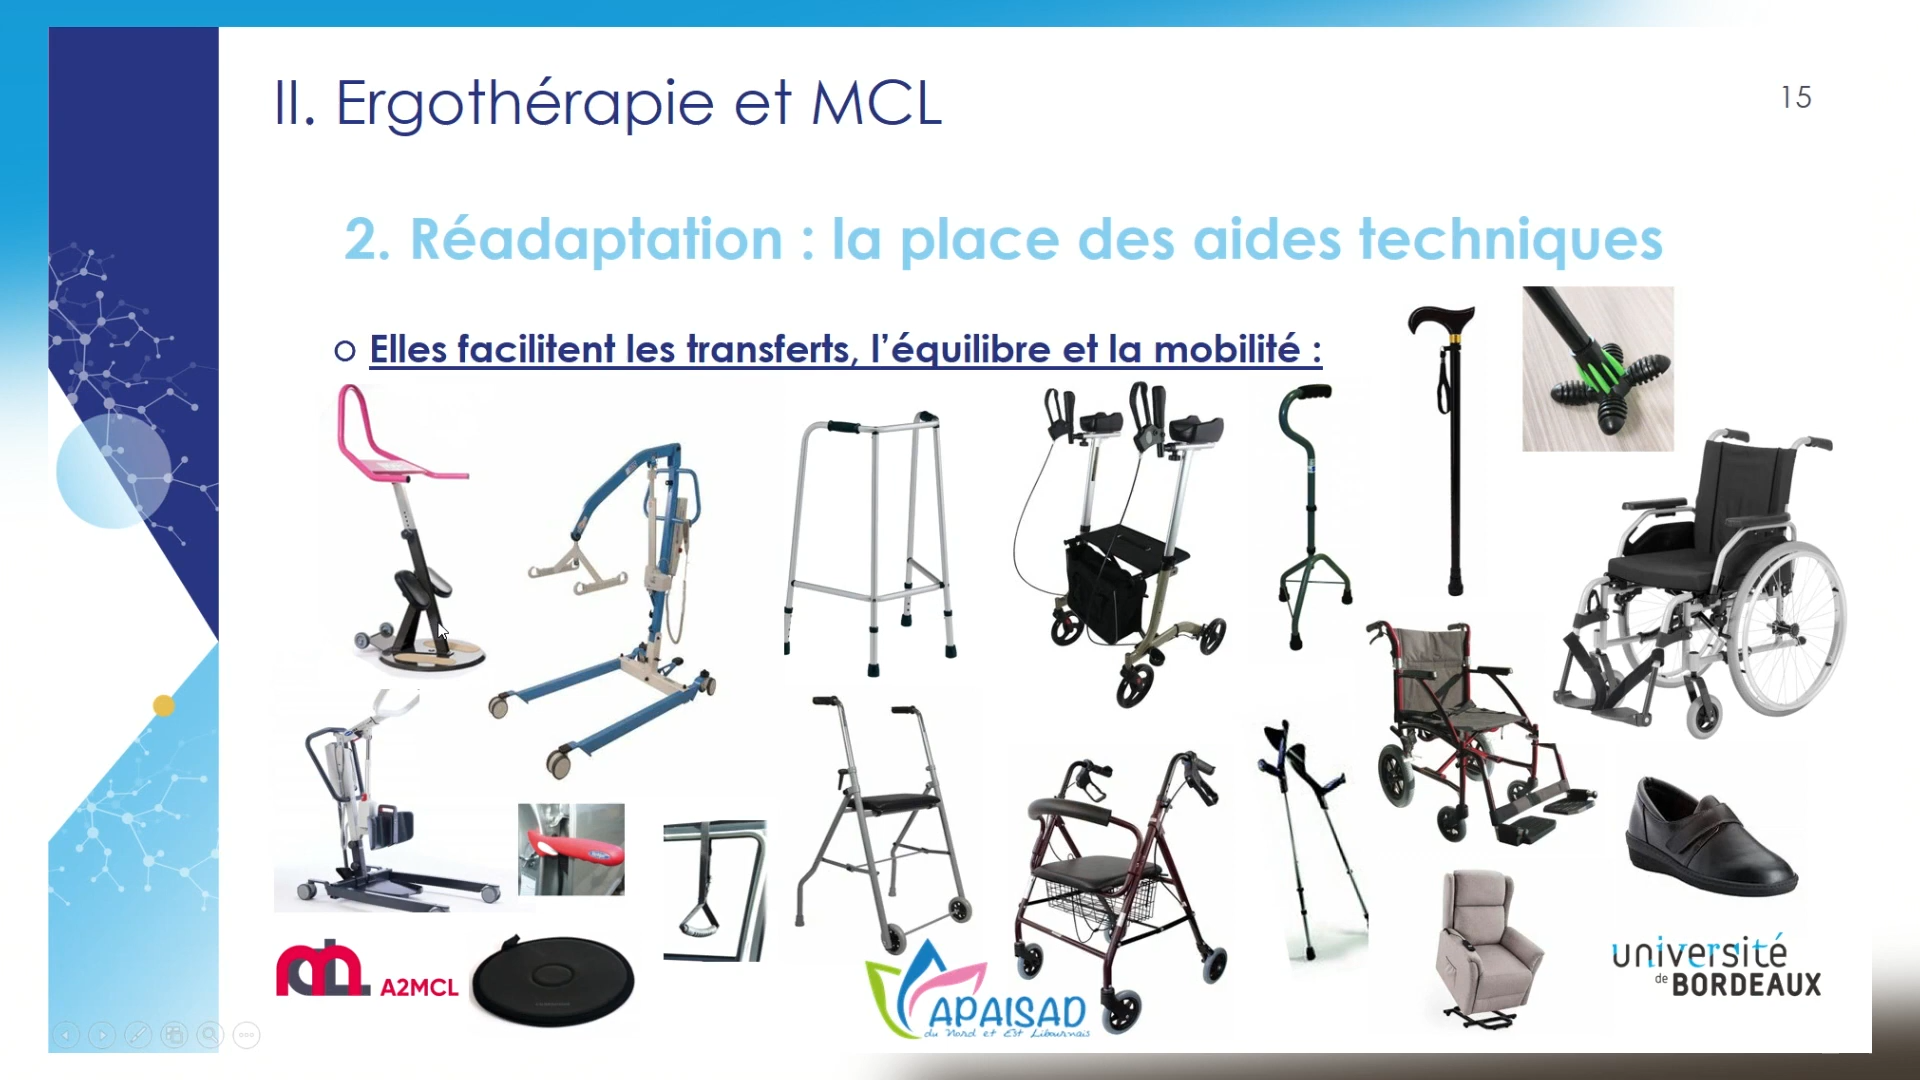 II. Ergothérapie et MCL
15
2. Réadaptation : la place des aides techniques
Elles facilitent les transferts, l'équilibre et la mobilité :
A2MCL
APAISAD
du Nord et Est Libournais
université
de BORDEAUX